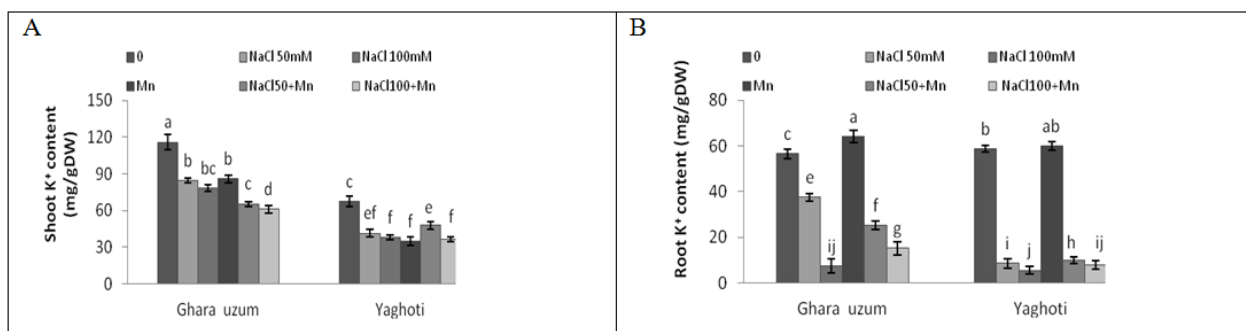 A
0
NaCl 50mM
NaCl 100mM
Mn
NaCl50+Mn
NaCl100+Mn
Shoot K⁺ content
(mg/gDW)
150
120
90
60
30
0
a
b
bc
b
c
d
c
ef
f
f
e
f
Ghara uzum
Yaghoti
B
0
NaCl 50mM
NaCl 100mM
Mn
NaCl50+Mn
NaCl100+Mn
Root K⁺ content (mg/gDW)
80
60
40
20
0
c
e
ij
a
f
g
b
i
j
ab
h
ij
Ghara uzum
Yaghoti